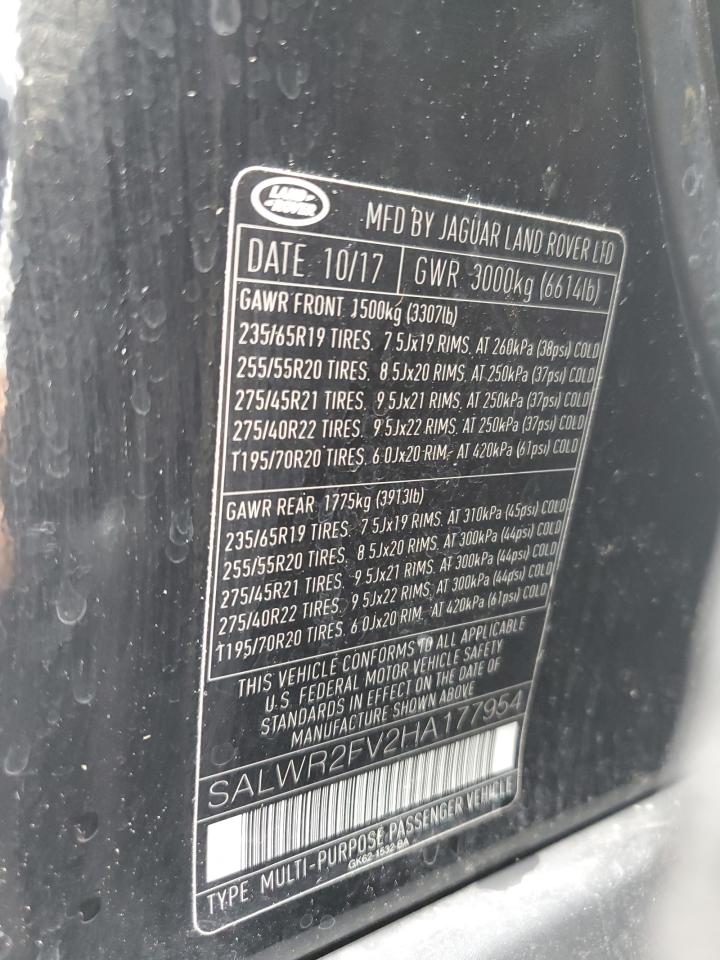 LAND ROVER
MFD BY JAGUAR LAND ROVER LTD
DATE 10/17 GWR 3000kg (6614lb)
GAWR FRONT 1500kg (3307lb)
235/65R19 TIRES, 7.5Jx19 RIMS, AT 260kPa (38psi) COLD
255/55R20 TIRES, 8.5Jx20 RIMS, AT 250kPa (37psi) COLD
275/45R21 TIRES, 9.5Jx21 RIMS, AT 250kPa (37psi) COLD
275/40R22 TIRES, 9.5Jx22 RIMS, AT 250kPa (37psi) COLD
T195/70R20 TIRES, 6.0Jx20 RIM, AT 420kPa (61psi) COLD
GAWR REAR 1775kg (3913lb)
235/65R19 TIRES, 7.5Jx19 RIMS, AT 310kPa (45psi) COLD
255/55R20 TIRES, 8.5Jx20 RIMS, AT 300kPa (44psi) COLD
275/45R21 TIRES, 9.5Jx21 RIMS, AT 300kPa (44psi) COLD
275/40R22 TIRES, 9.5Jx22 RIMS, AT 300kPa (44psi) COLD
T195/70R20 TIRES, 6.0Jx20 RIM, AT 420kPa (61psi) COLD
THIS VEHICLE CONFORMS TO ALL APPLICABLE
U.S. FEDERAL MOTOR VEHICLE SAFETY
STANDARDS IN EFFECT ON THE DATE OF
MANUFACTURE SHOWN ABOVE
SALWR2FV2HA177954
TYPE MULTI-PURPOSE PASSENGER VEHICLE
GK62-1532-BA